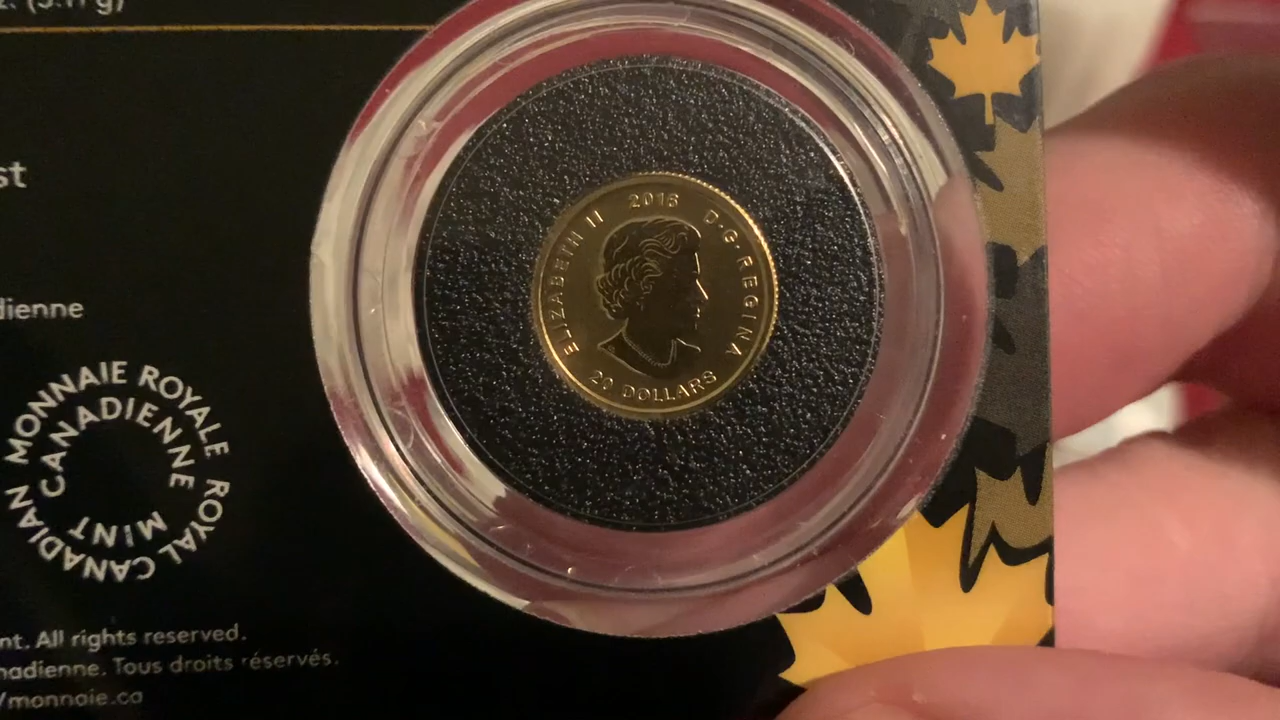 ELIZABETH II 2016 D·G·REGINA
20 DOLLARS
st
dienne
MONNAIE ROYALE CANADIENNE
ROYAL CANADIAN MINT
nt. All rights reserved.
nadienne. Tous droits réservés.
/monnaie.ca